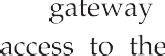 gateway
access to the